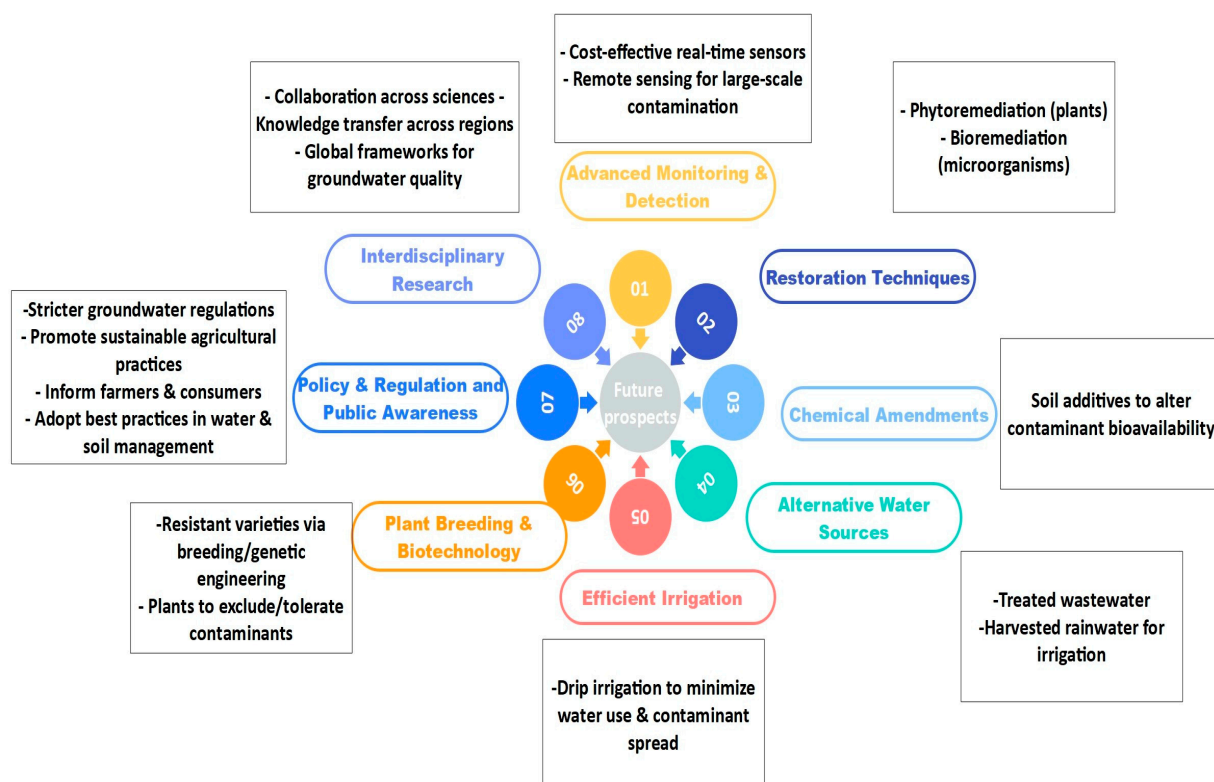 - Cost-effective real-time sensors
- Remote sensing for large-scale
contamination
Advanced Monitoring &
Detection
01
- Phytoremediation (plants)
- Bioremediation
(microorganisms)
Restoration Techniques
02
Soil additives to alter
contaminant bioavailability
Chemical Amendments
03
-Treated wastewater
-Harvested rainwater for
irrigation
Alternative Water
Sources
04
-Drip irrigation to minimize
water use & contaminant
spread
Efficient Irrigation
05
-Resistant varieties via
breeding/genetic
engineering
- Plants to exclude/tolerate
contaminants
Plant Breeding &
Biotechnology
06
-Stricter groundwater regulations
- Promote sustainable agricultural
practices
- Inform farmers & consumers
- Adopt best practices in water &
soil management
Policy & Regulation and
Public Awareness
07
- Collaboration across sciences -
Knowledge transfer across regions
- Global frameworks for
groundwater quality
Interdisciplinary
Research
08
Future
prospects